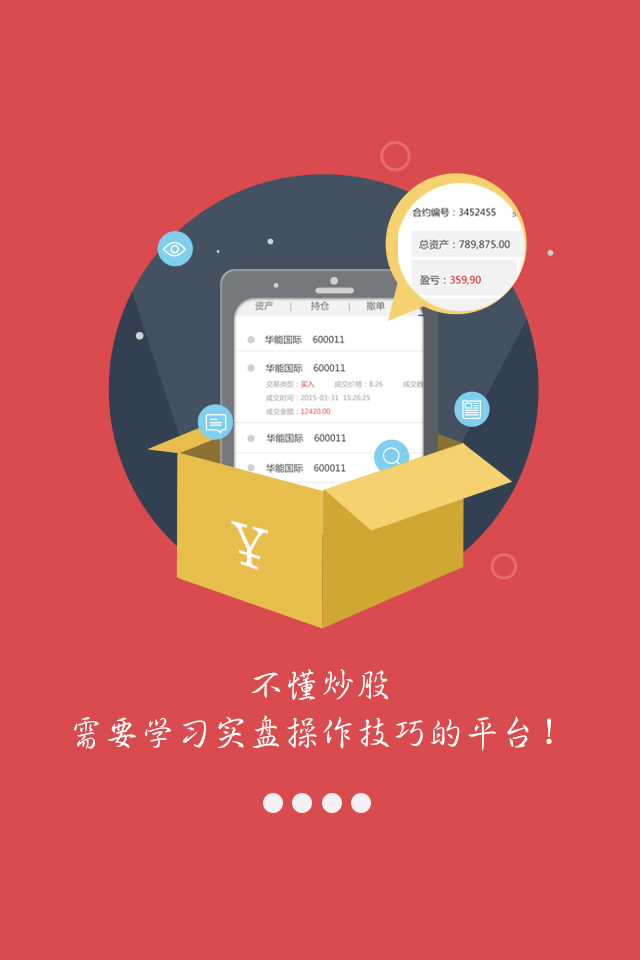 合约编号：3452455
总资产：789,875.00
盈亏：359,90
资产 | 持仓 | 撤单
华能国际 600011
华能国际 600011
交易类型：买入 成交价格：8.26 成交数
成交时间：2015-03-31 15:26:25
成交金额：12420.00
华能国际 600011
华能国际 600011
¥
不懂炒股
需要学习实盘操作技巧的平台！